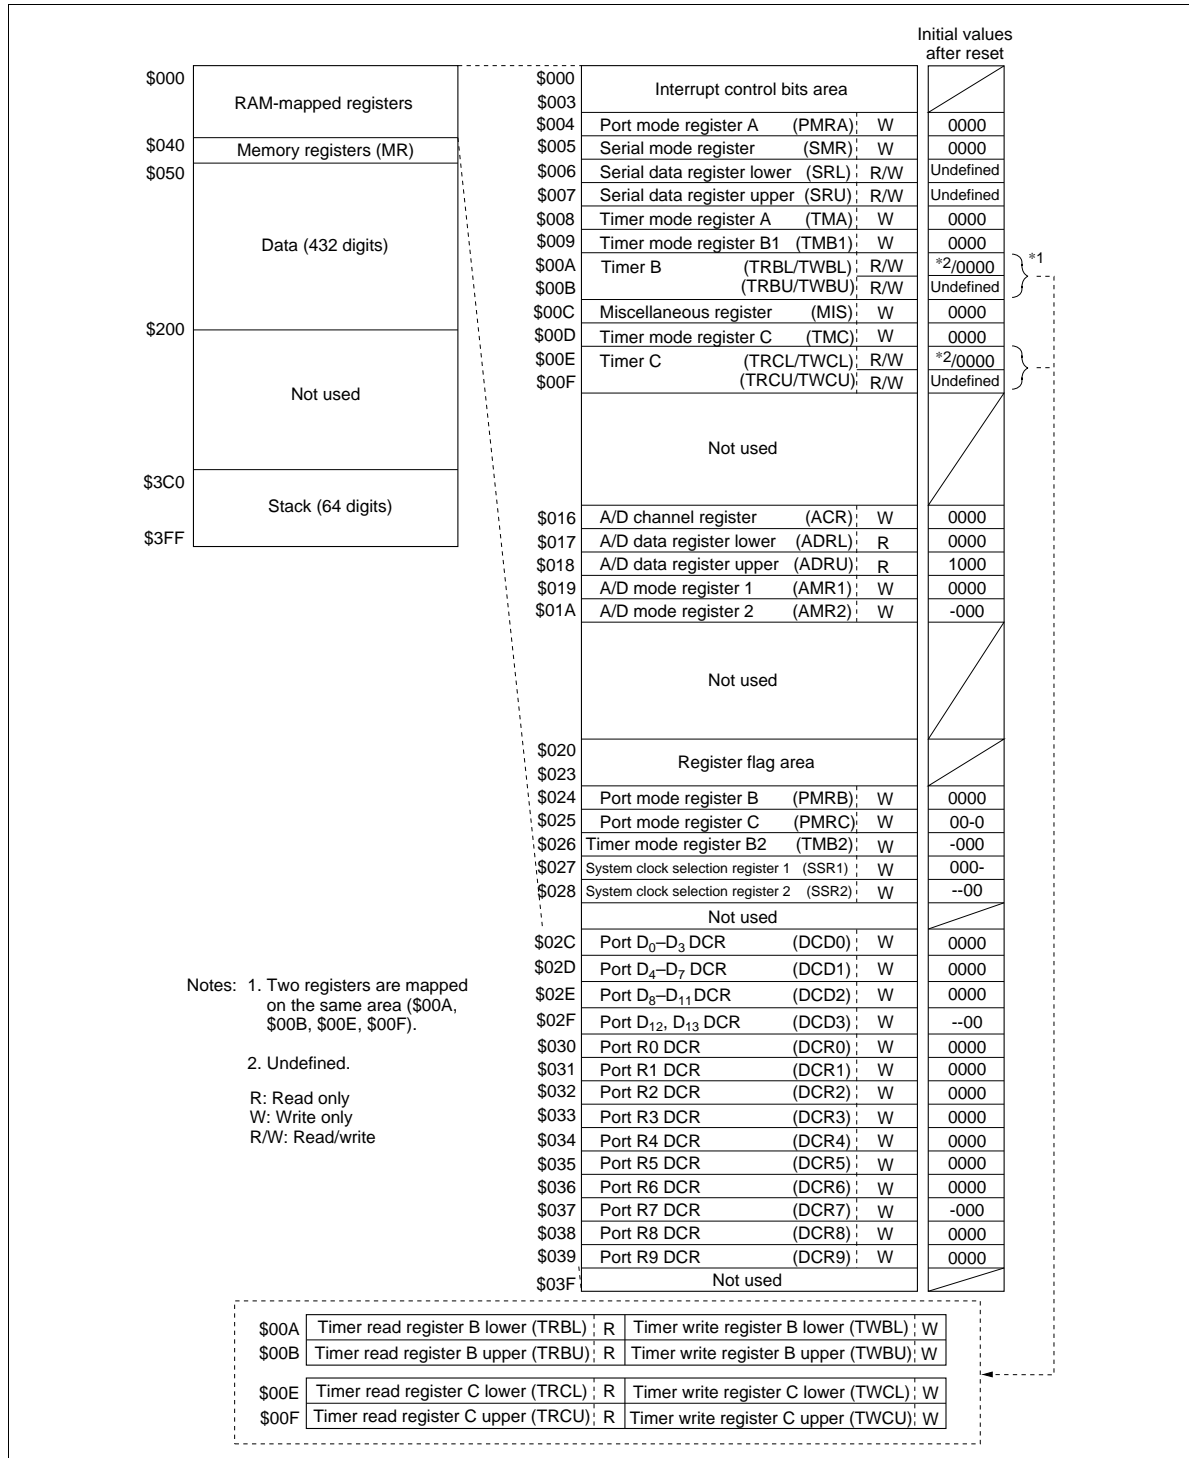 Initial values
after reset
$000
RAM-mapped registers
$040
Memory registers (MR)
$050
Data (432 digits)
$200
Not used
$3C0
Stack (64 digits)
$3FF
$000
Interrupt control bits area
$003
$004 Port mode register A (PMRA) W 0000
$005 Serial mode register (SMR) W 0000
$006 Serial data register lower (SRL) R/W Undefined
$007 Serial data register upper (SRU) R/W Undefined
$008 Timer mode register A (TMA) W 0000
$009 Timer mode register B1 (TMB1) W 0000
$00A Timer B (TRBL/TWBL) R/W *2/0000 *1
$00B (TRBU/TWBU) R/W Undefined
$00C Miscellaneous register (MIS) W 0000
$00D Timer mode register C (TMC) W 0000
$00E Timer C (TRCL/TWCL) R/W *2/0000
$00F (TRCU/TWCU) R/W Undefined
Not used
$016 A/D channel register (ACR) W 0000
$017 A/D data register lower (ADRL) R 0000
$018 A/D data register upper (ADRU) R 1000
$019 A/D mode register 1 (AMR1) W 0000
$01A A/D mode register 2 (AMR2) W -000
Not used
$020
Register flag area
$023
$024 Port mode register B (PMRB) W 0000
$025 Port mode register C (PMRC) W 00-0
$026 Timer mode register B2 (TMB2) W -000
$027 System clock selection register 1 (SSR1) W 000-
$028 System clock selection register 2 (SSR2) W --00
Not used
$02C Port D0–D3 DCR (DCD0) W 0000
$02D Port D4–D7 DCR (DCD1) W 0000
$02E Port D8–D11 DCR (DCD2) W 0000
$02F Port D12, D13 DCR (DCD3) W --00
$030 Port R0 DCR (DCR0) W 0000
$031 Port R1 DCR (DCR1) W 0000
$032 Port R2 DCR (DCR2) W 0000
$033 Port R3 DCR (DCR3) W 0000
$034 Port R4 DCR (DCR4) W 0000
$035 Port R5 DCR (DCR5) W 0000
$036 Port R6 DCR (DCR6) W 0000
$037 Port R7 DCR (DCR7) W -000
$038 Port R8 DCR (DCR8) W 0000
$039 Port R9 DCR (DCR9) W 0000
Not used
$03F
Notes: 1. Two registers are mapped
on the same area ($00A,
$00B, $00E, $00F).
2. Undefined.
R: Read only
W: Write only
R/W: Read/write
$00A Timer read register B lower (TRBL) R Timer write register B lower (TWBL) W
$00B Timer read register B upper (TRBU) R Timer write register B upper (TWBU) W
$00E Timer read register C lower (TRCL) R Timer write register C lower (TWCL) W
$00F Timer read register C upper (TRCU) R Timer write register C upper (TWCU) W